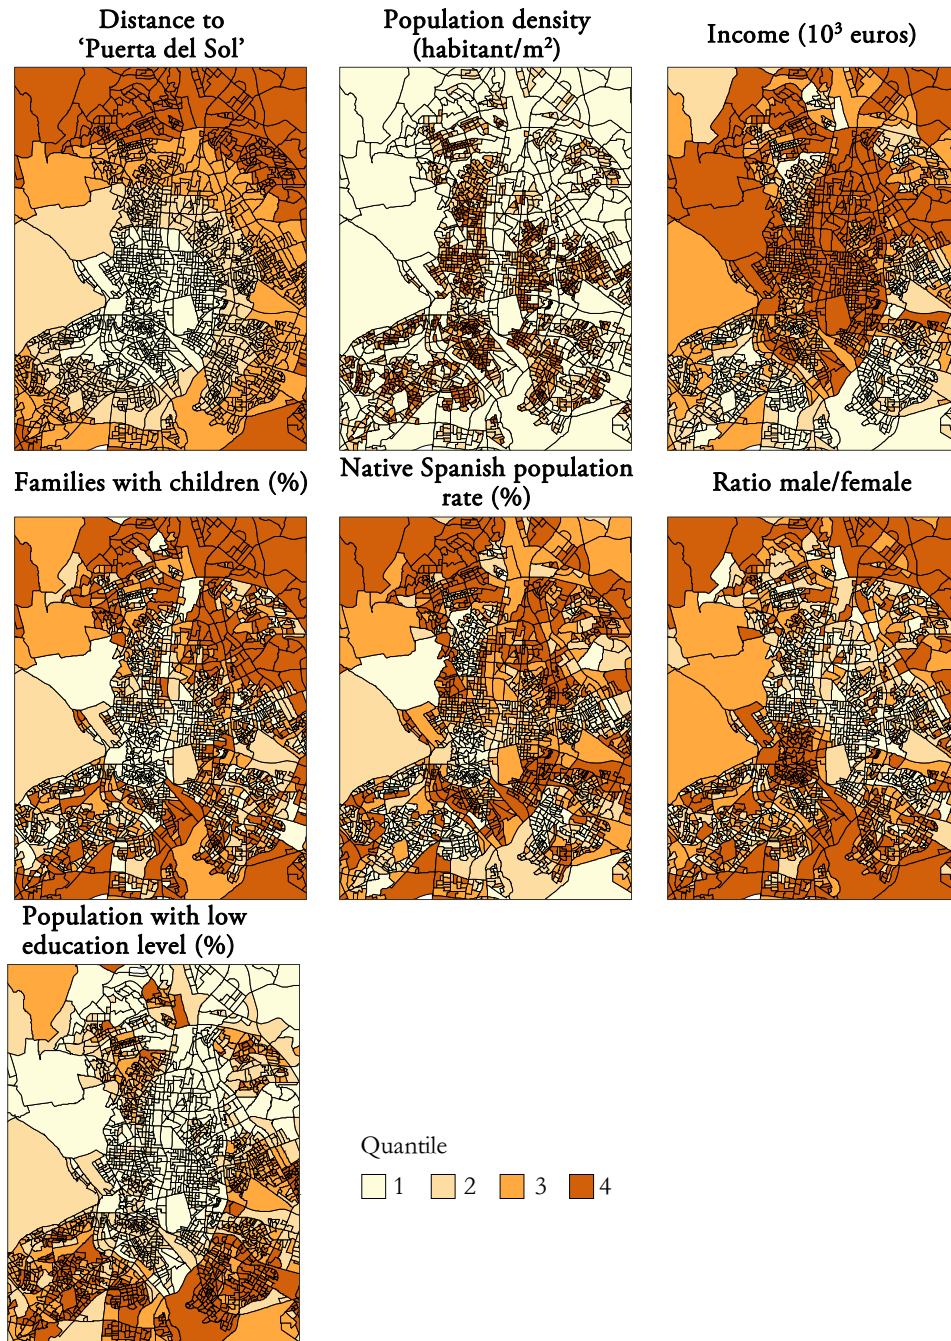 Distance to
‘Puerta del Sol’
Population density
(habitant/m²)
Income (10³ euros)
Families with children (%)
Native Spanish population
rate (%)
Ratio male/female
Population with low
education level (%)
Quantile
1 2 3 4